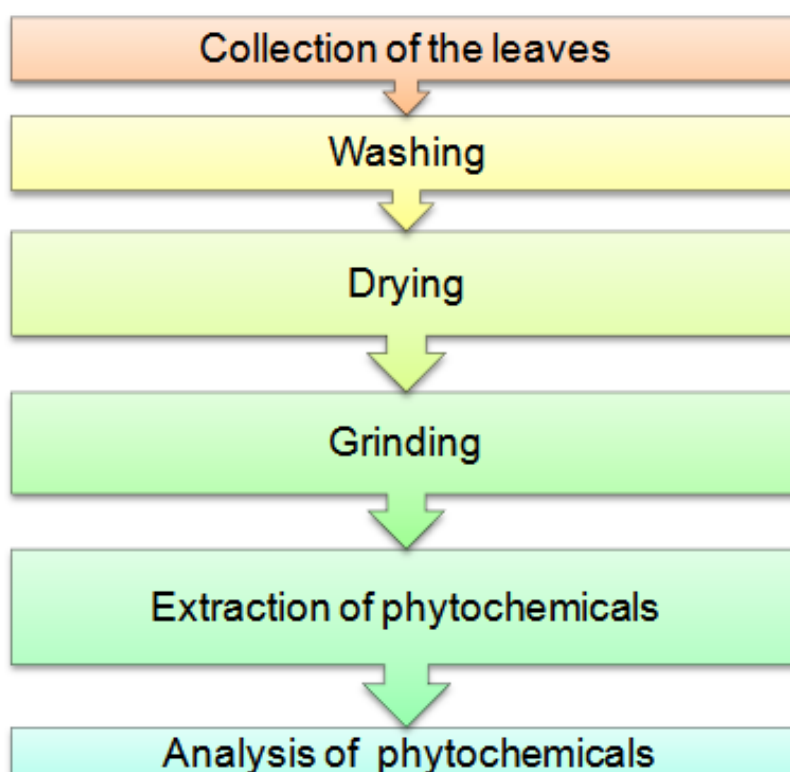 Collection of the leaves
Washing
Drying
Grinding
Extraction of phytochemicals
Analysis of  phytochemicals